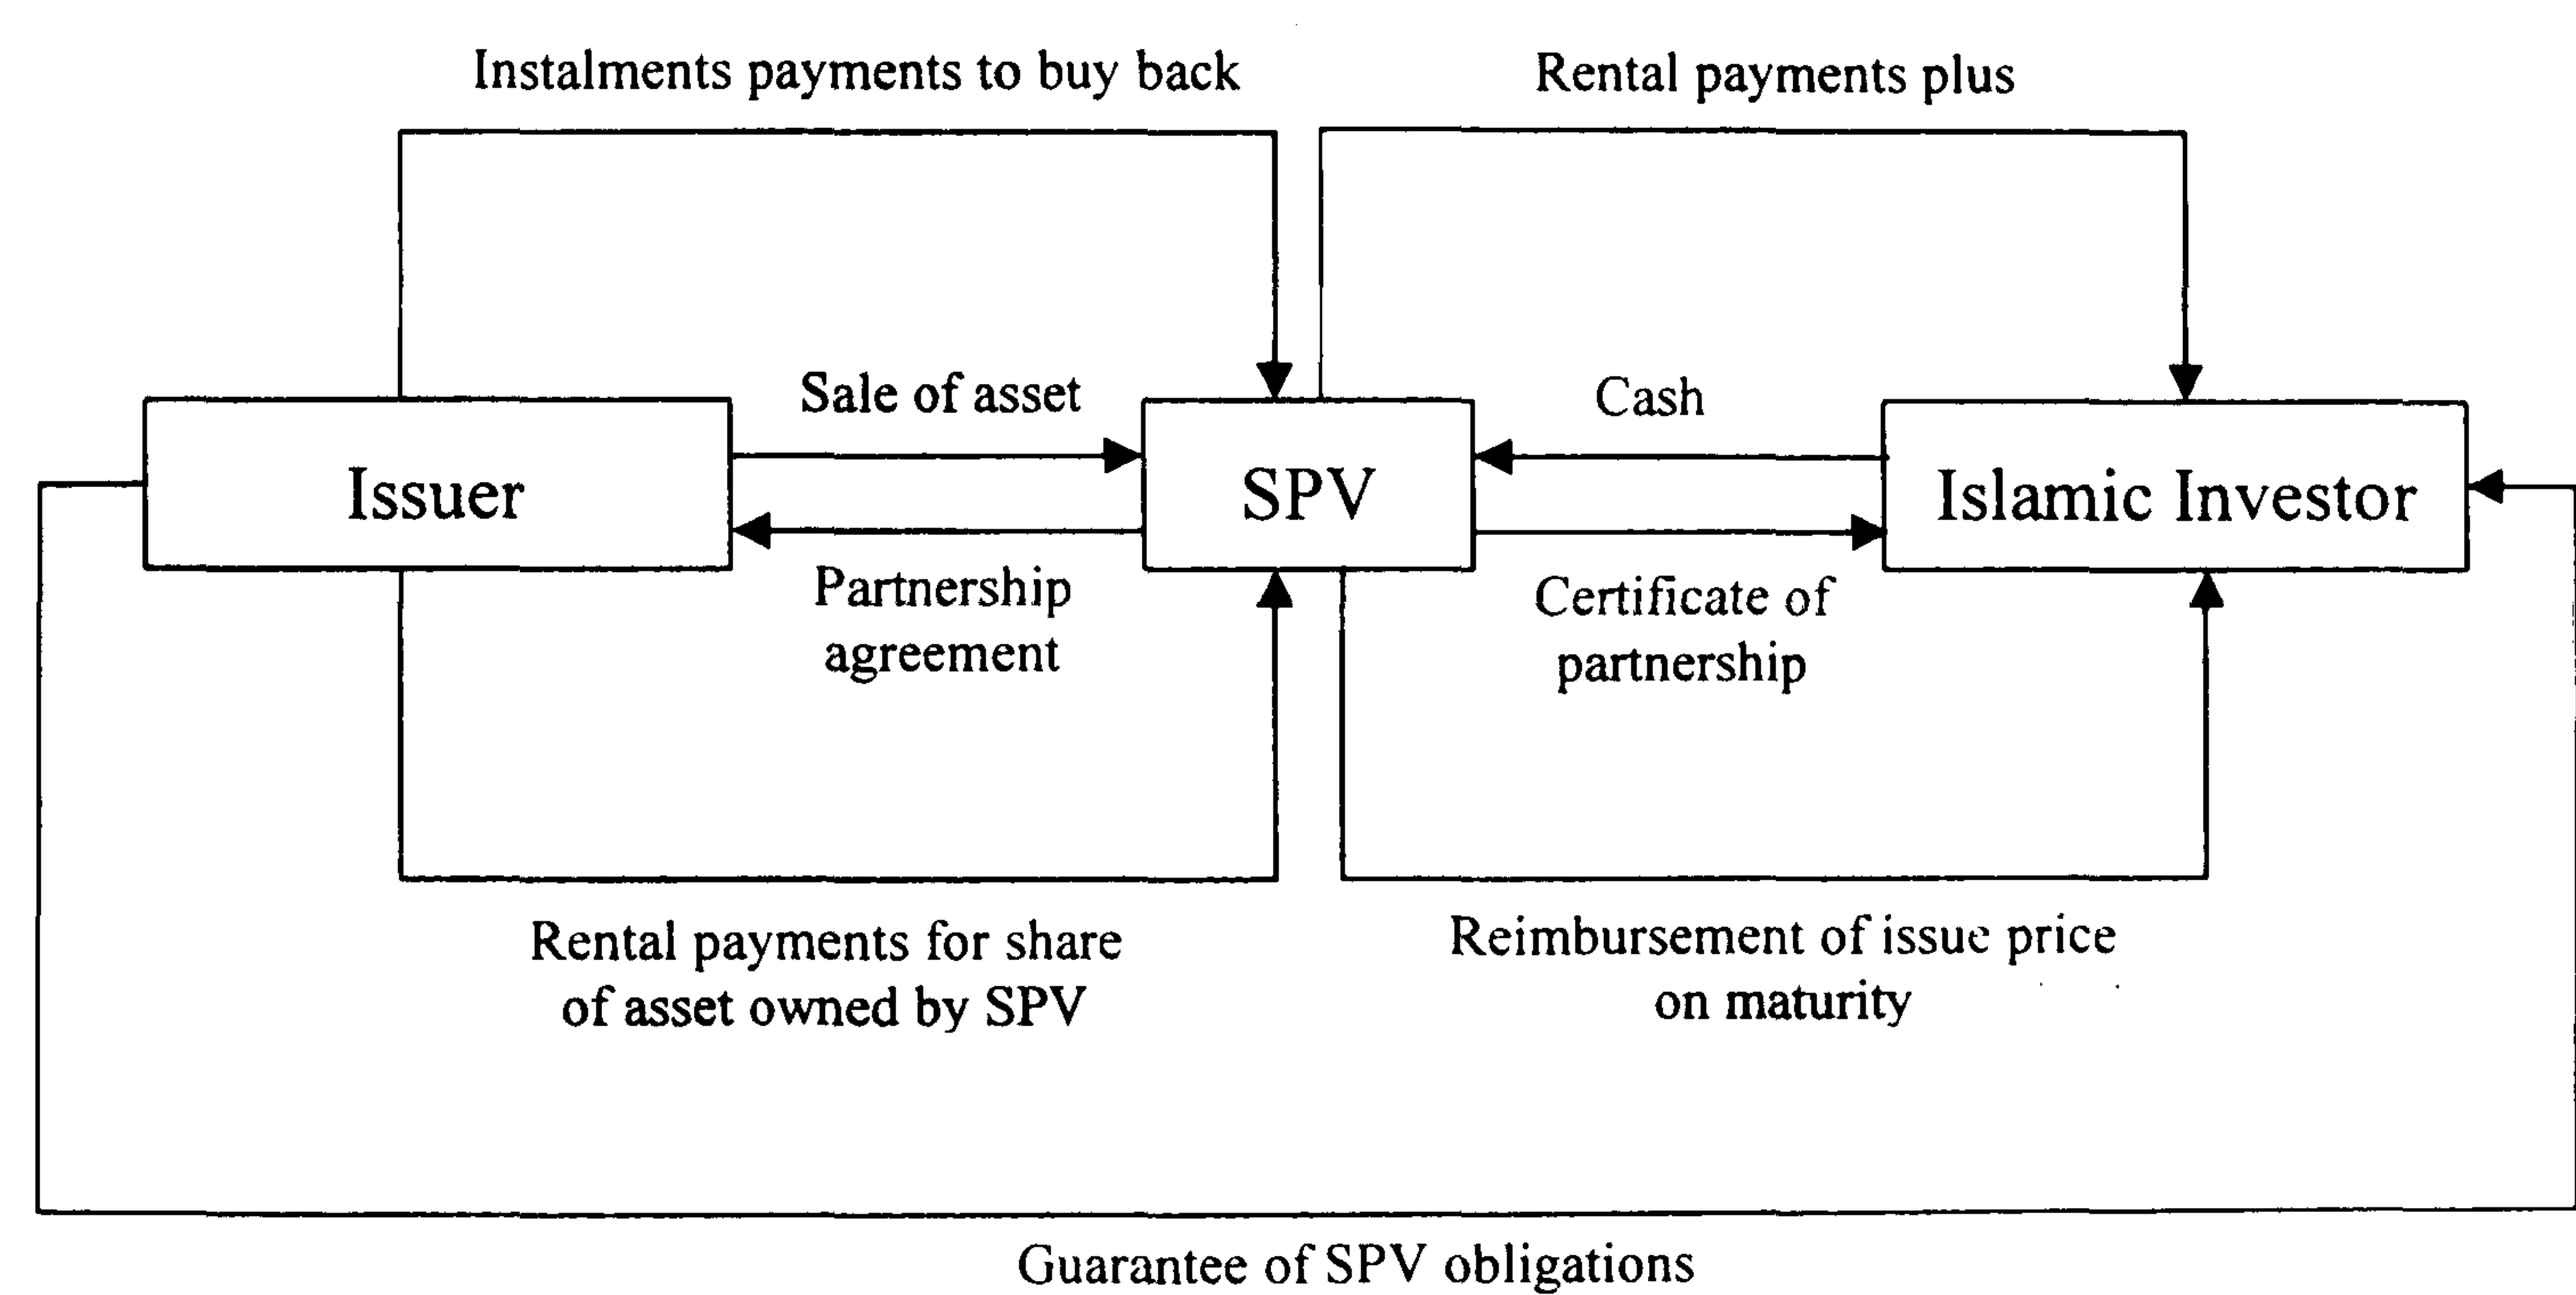 Instalments payments to buy back
Rental payments plus
Sale of asset
Cash
Issuer
SPV
Islamic Investor
Partnership
agreement
Certificate of
partnership
Rental payments for share
of asset owned by SPV
Reimbursement of issue price
on maturity
Guarantee of SPV obligations